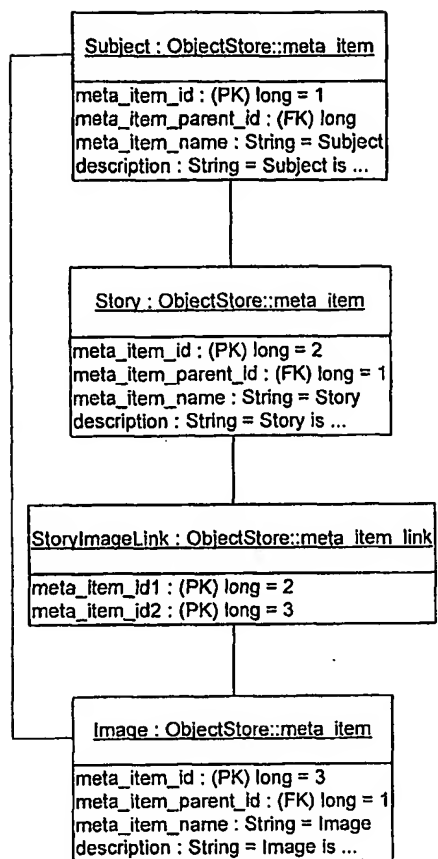 Subject : ObjectStore::meta_item
meta_item_id : (PK) long = 1
meta_item_parent_id : (FK) long
meta_item_name : String = Subject
description : String = Subject is ...
Story : ObjectStore::meta_item
meta_item_id : (PK) long = 2
meta_item_parent_id : (FK) long = 1
meta_item_name : String = Story
description : String = Story is ...
StoryImageLink : ObjectStore::meta_item_link
meta_item_id1 : (PK) long = 2
meta_item_id2 : (PK) long = 3
Image : ObjectStore::meta_item
meta_item_id : (PK) long = 3
meta_item_parent_id : (FK) long = 1
meta_item_name : String = Image
description : String = Image is ...